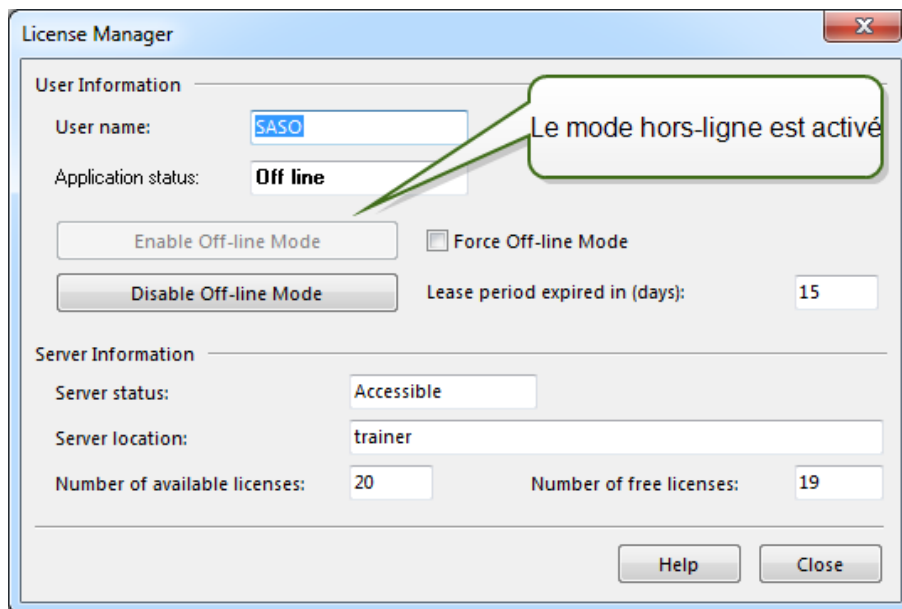 License Manager
User Information
User name: SASO
Le mode hors-ligne est activé
Application status: Off line
Enable Off-line Mode Force Off-line Mode
Disable Off-line Mode Lease period expired in (days): 15
Server Information
Server status: Accessible
Server location: trainer
Number of available licenses: 20 Number of free licenses: 19
Help Close